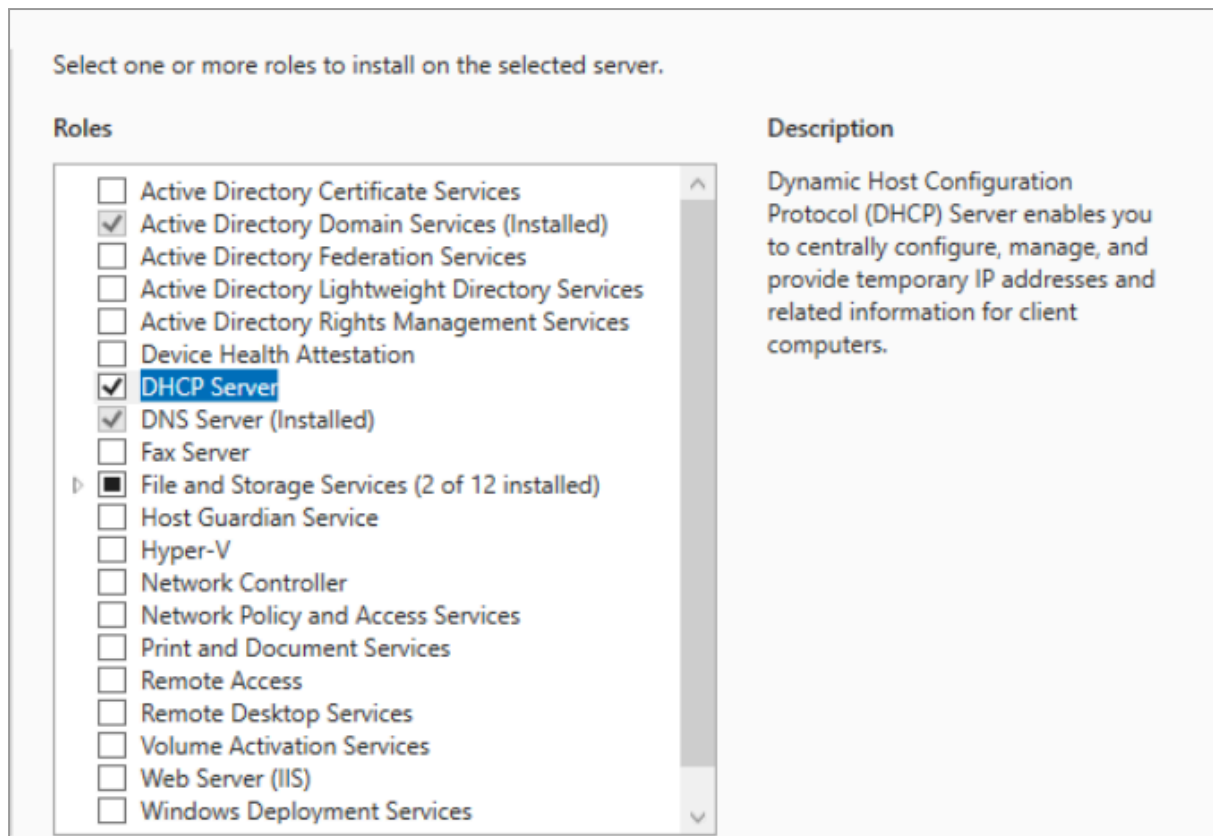 Select one or more roles to install on the selected server.
Roles
Active Directory Certificate Services
Active Directory Domain Services (Installed)
Active Directory Federation Services
Active Directory Lightweight Directory Services
Active Directory Rights Management Services
Device Health Attestation
DHCP Server
DNS Server (Installed)
Fax Server
File and Storage Services (2 of 12 installed)
Host Guardian Service
Hyper-V
Network Controller
Network Policy and Access Services
Print and Document Services
Remote Access
Remote Desktop Services
Volume Activation Services
Web Server (IIS)
Windows Deployment Services
Description
Dynamic Host Configuration
Protocol (DHCP) Server enables you
to centrally configure, manage, and
provide temporary IP addresses and
related information for client
computers.